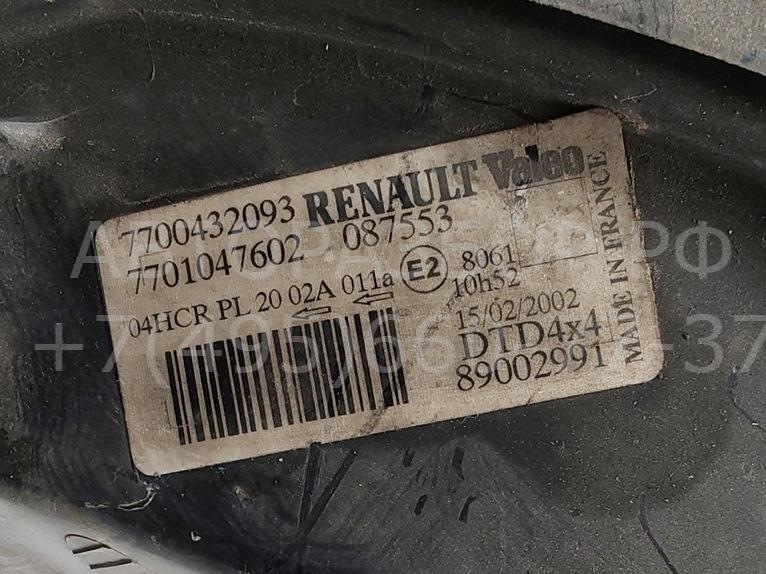 7700432093 RENAULT Valeo
7701047602 087553
04HCR PL 20 02A 011a E2 8061
10h52
15/02/2002
DTD4x4
89002991
MADE IN FRANCE